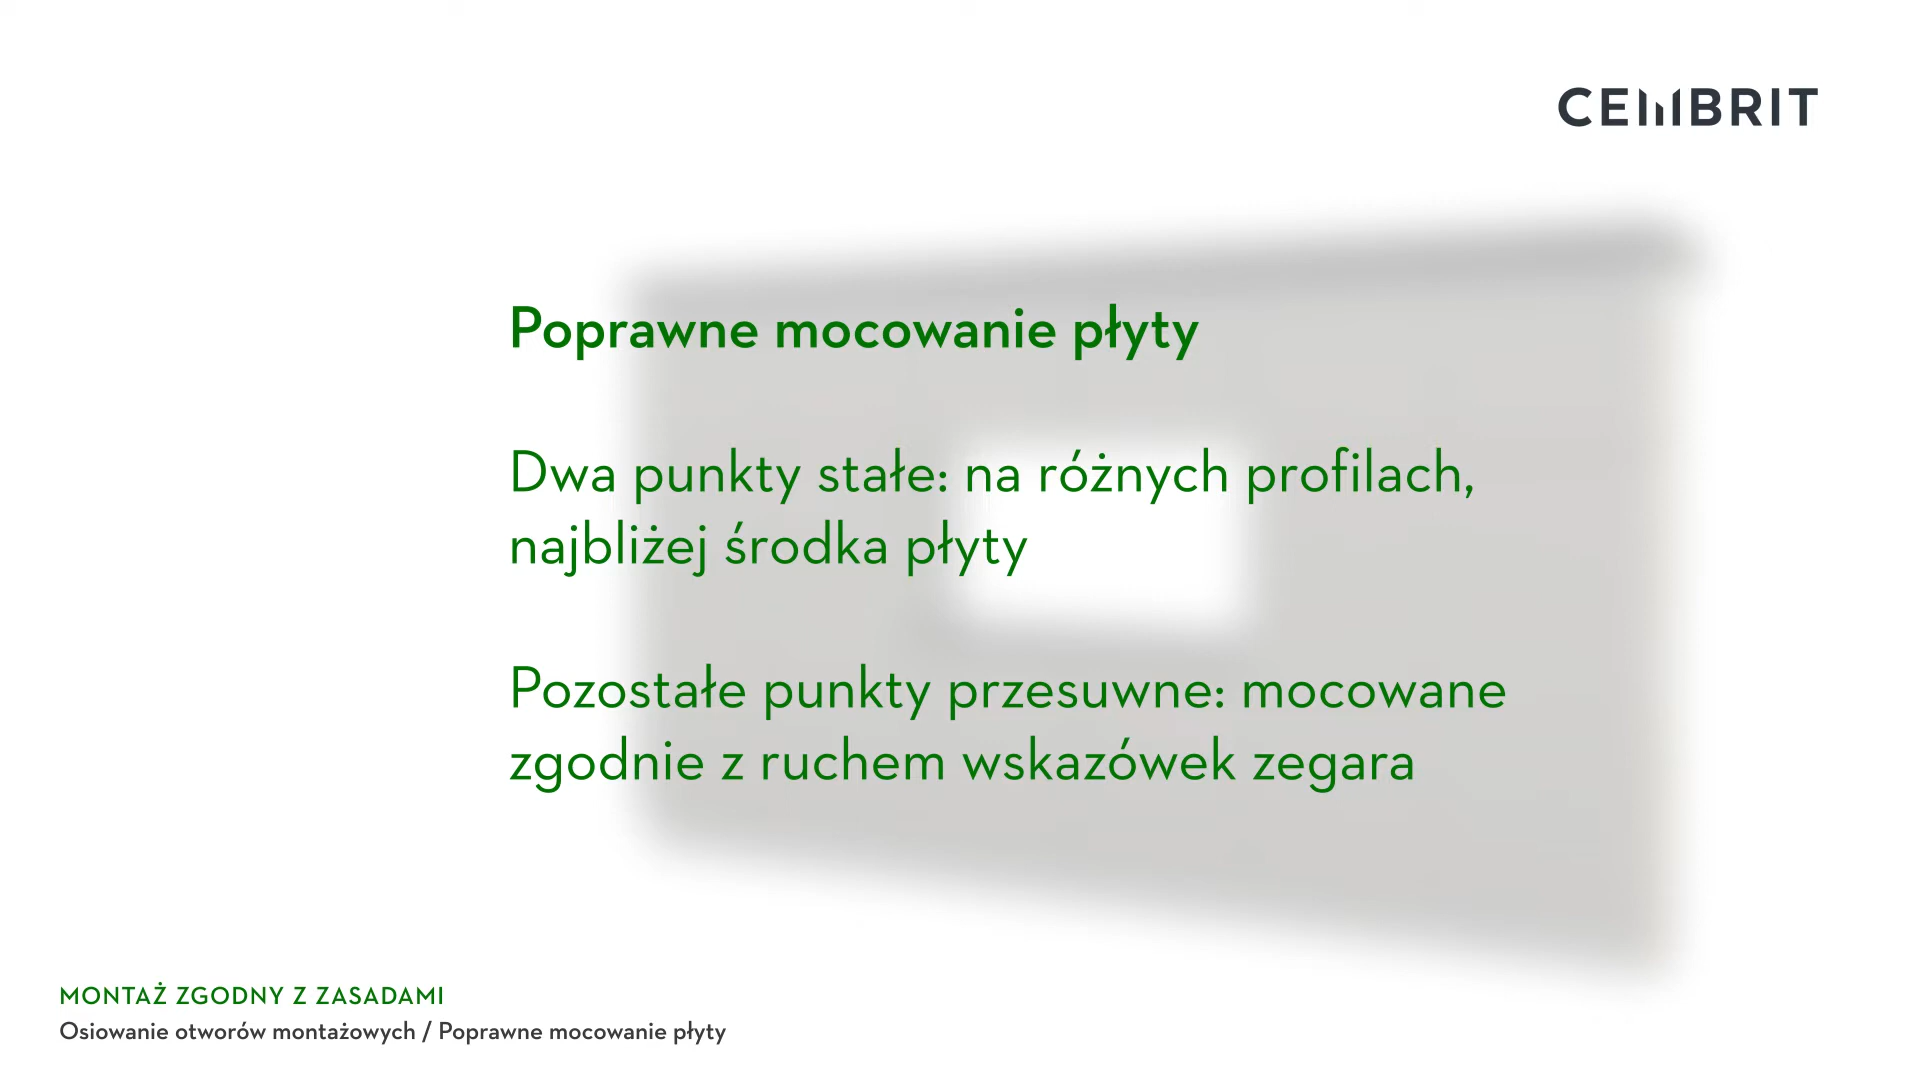 CEMBRIT
Poprawne mocowanie płyty
Dwa punkty stałe: na różnych profilach,
najbliżej środka płyty
Pozostałe punkty przesuwne: mocowane
zgodnie z ruchem wskazówek zegara
MONTAŻ ZGODNY Z ZASADAMI
Osiowanie otworów montażowych / Poprawne mocowanie płyty